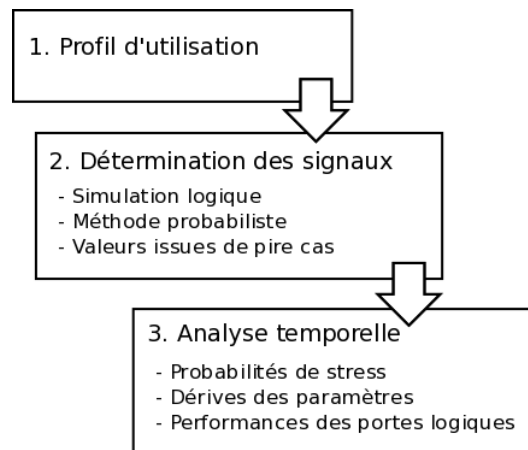 1. Profil d'utilisation
2. Détermination des signaux
- Simulation logique
- Méthode probabiliste
- Valeurs issues de pire cas
3. Analyse temporelle
- Probabilités de stress
- Dérives des paramètres
- Performances des portes logiques